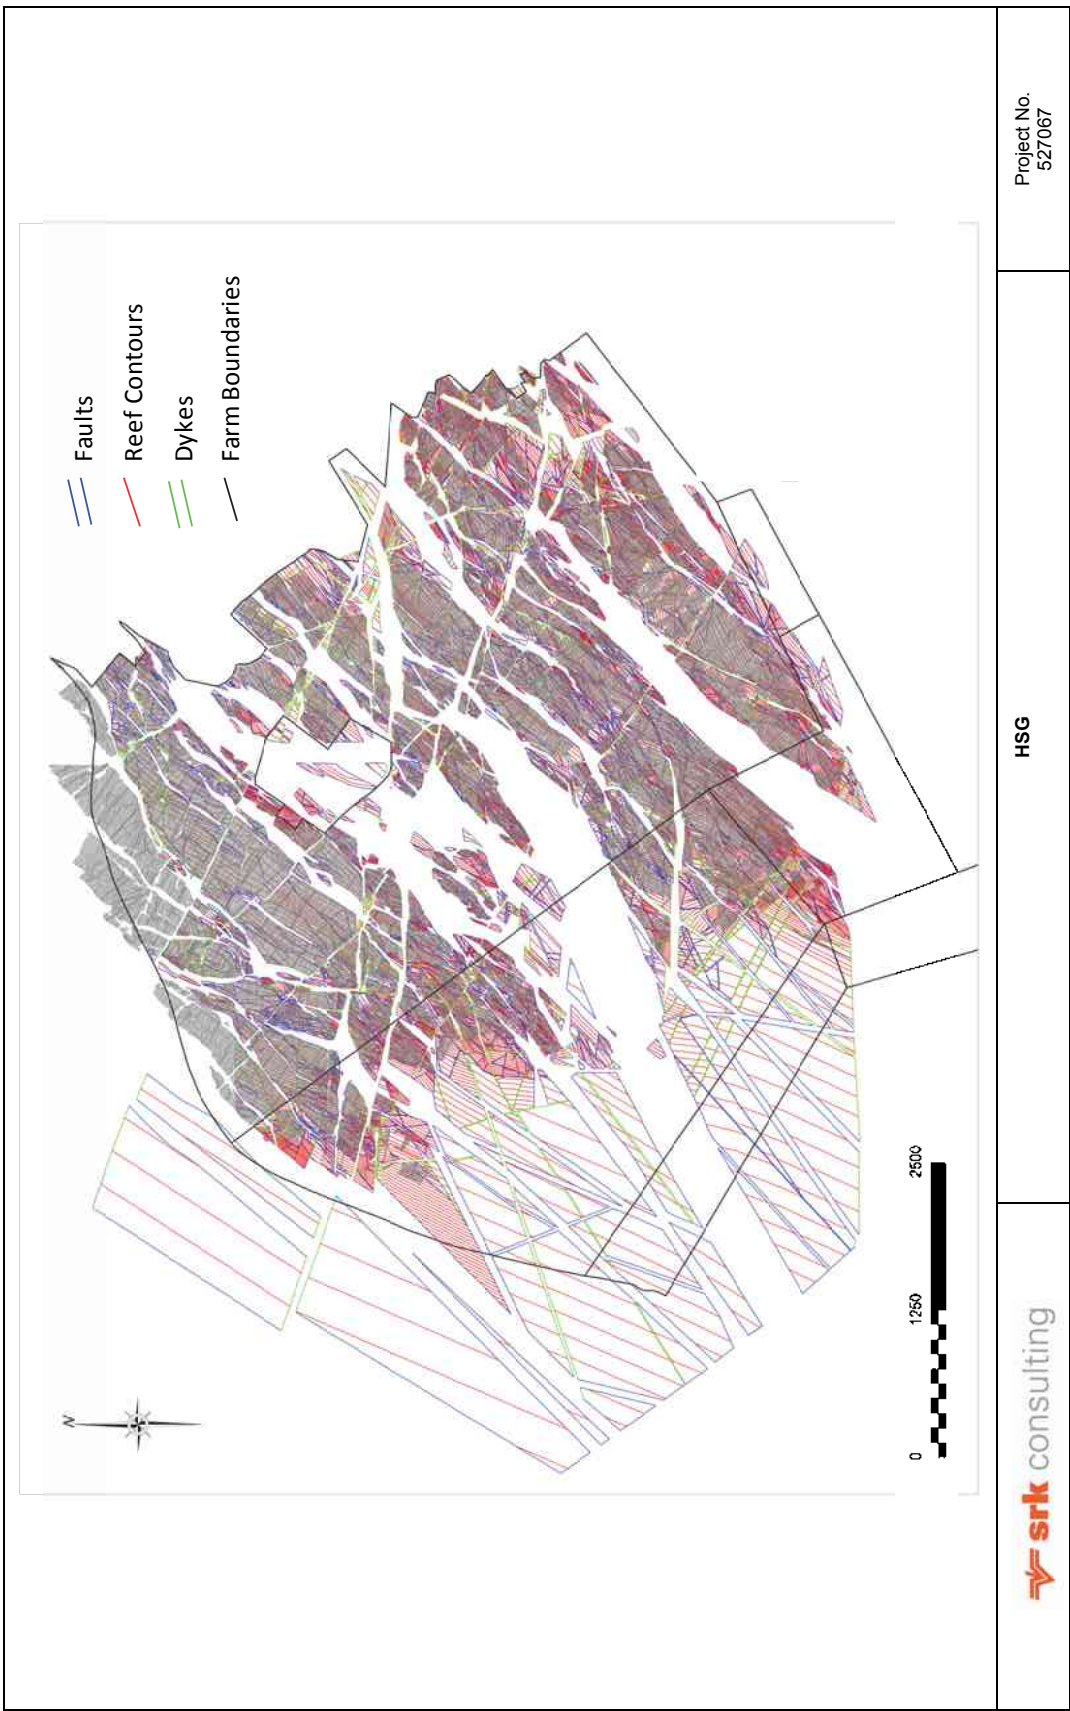 Faults
Reef Contours
Dykes
Farm Boundaries
N
0 1250 2500
srk consulting
HSG
Project No.
527067